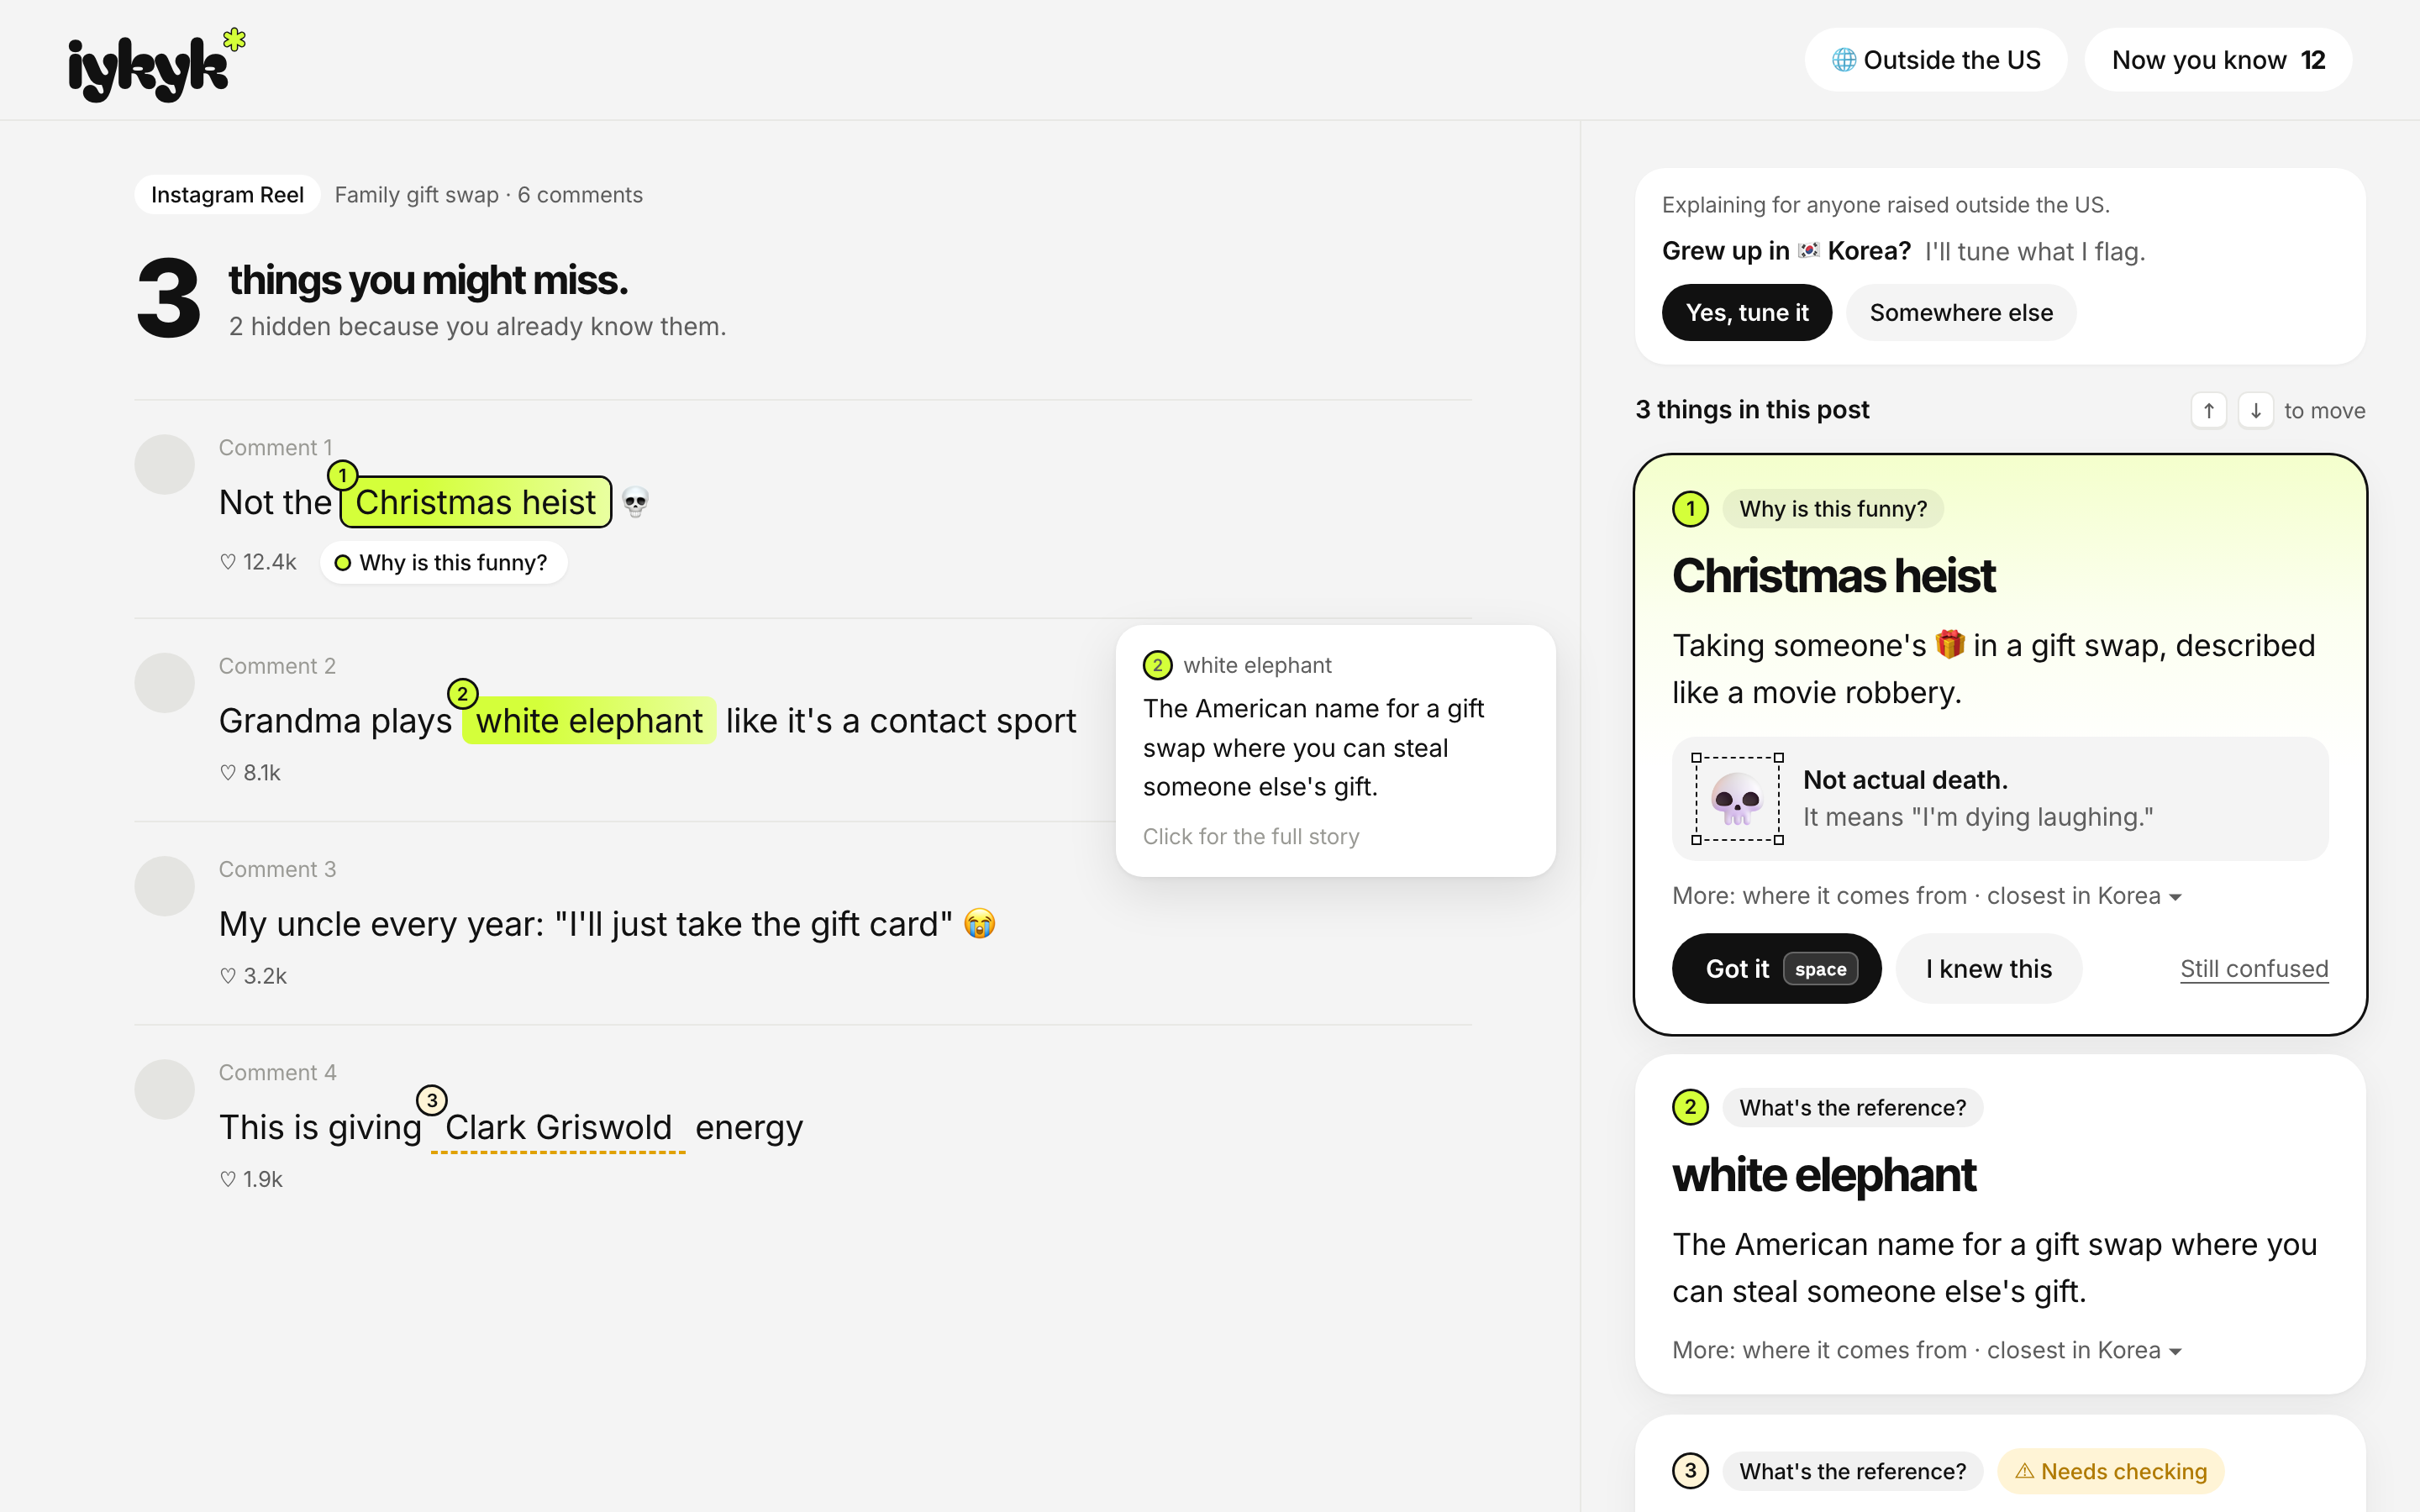 iykyk*
🌐 Outside the US
Now you know 12
Instagram Reel
Family gift swap · 6 comments
3
things you might miss.
2 hidden because you already know them.
Comment 1
1
Not the Christmas heist 💀
♡ 12.4k
Why is this funny?
Comment 2
2
Grandma plays white elephant like it's a contact sport
♡ 8.1k
2 white elephant
The American name for a gift
swap where you can steal
someone else's gift.
Click for the full story
Comment 3
My uncle every year: "I'll just take the gift card" 😭
♡ 3.2k
Comment 4
3
This is giving Clark Griswold energy
♡ 1.9k
Explaining for anyone raised outside the US.
Grew up in 🇰🇷 Korea? I'll tune what I flag.
Yes, tune it
Somewhere else
3 things in this post
↑ ↓ to move
1 Why is this funny?
Christmas heist
Taking someone's 🎁 in a gift swap, described
like a movie robbery.
Not actual death.
It means "I'm dying laughing."
More: where it comes from · closest in Korea ▾
Got it space
I knew this
Still confused
2 What's the reference?
white elephant
The American name for a gift swap where you
can steal someone else's gift.
More: where it comes from · closest in Korea ▾
3 What's the reference? ⚠ Needs checking